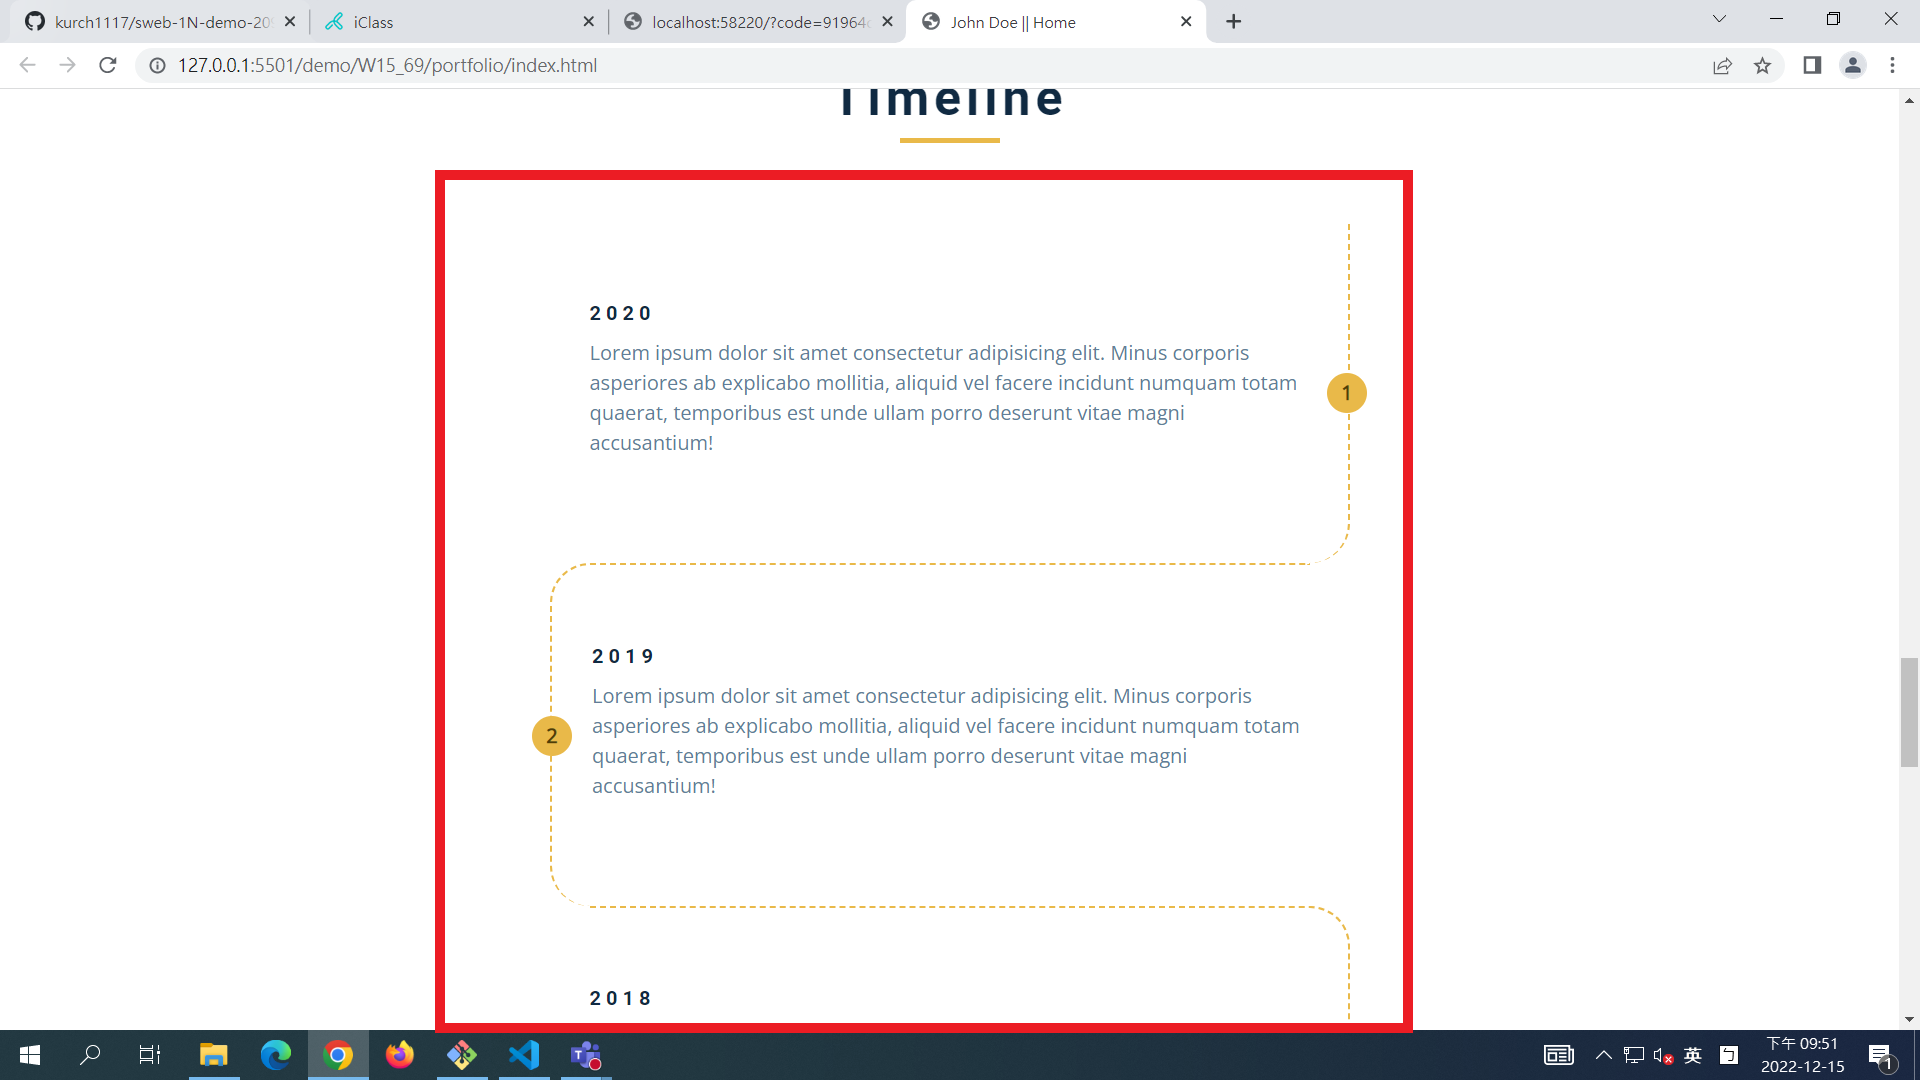 kurch1117/sweb-1N-demo-209
iClass
localhost:58220/?code=91964c
John Doe || Home
127.0.0.1:5501/demo/W15_69/portfolio/index.html
Timeline
2020
Lorem ipsum dolor sit amet consectetur adipisicing elit. Minus corporis
asperiores ab explicabo mollitia, aliquid vel facere incidunt numquam totam
quaerat, temporibus est unde ullam porro deserunt vitae magni
accusantium!
1
2019
Lorem ipsum dolor sit amet consectetur adipisicing elit. Minus corporis
asperiores ab explicabo mollitia, aliquid vel facere incidunt numquam totam
quaerat, temporibus est unde ullam porro deserunt vitae magni
accusantium!
2
2018
英
ㄅ
下午 09:51
2022-12-15
1